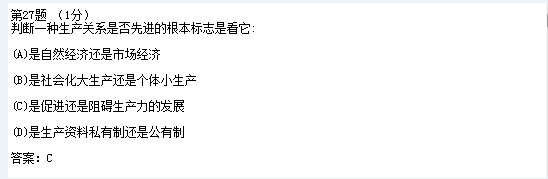 第27题 （1分）
判断一种生产关系是否先进的根本标志是看它:
(A)是自然经济还是市场经济
(B)是社会化大生产还是个体小生产
(C)是促进还是阻碍生产力的发展
(D)是生产资料私有制还是公有制
答案：C